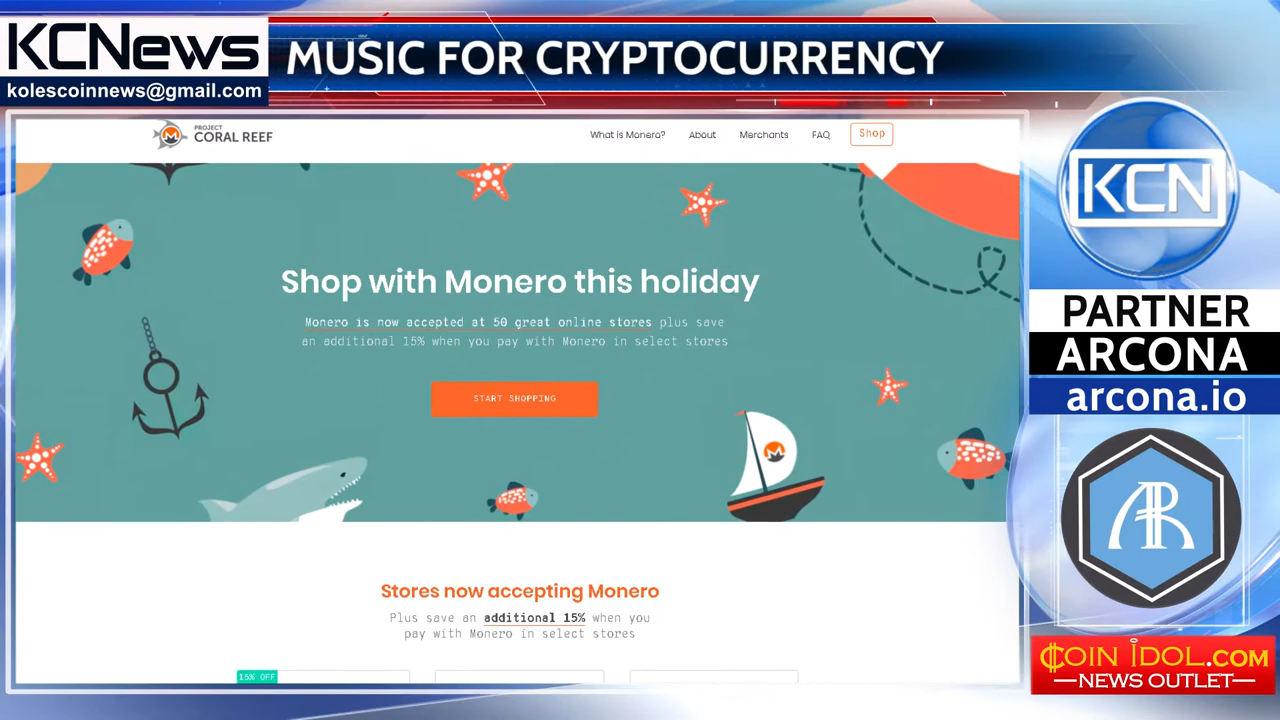 KCNews
kolescoinnews@gmail.com
MUSIC FOR CRYPTOCURRENCY
PROJECT
CORAL REEF
What is Monero?
About
Merchants
FAQ
Shop
Shop with Monero this holiday
Monero is now accepted at 50 great online stores plus save
an additional 15% when you pay with Monero in select stores
START SHOPPING
Stores now accepting Monero
Plus save an additional 15% when you
pay with Monero in select stores
15% OFF
KCN
PARTNER
ARCONA
arcona.io
COIN IDOL.COM
NEWS OUTLET